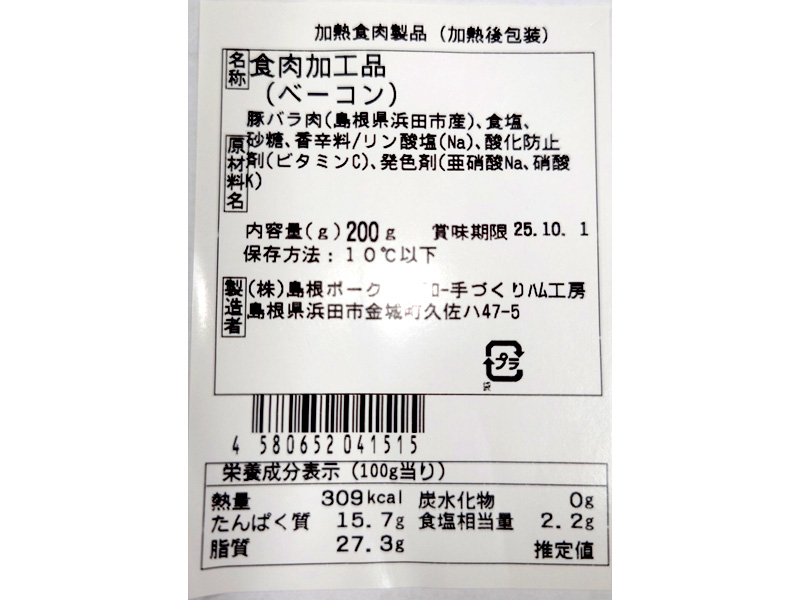 加熱食肉製品（加熱後包装）
名称 食肉加工品
（ベーコン）
原材料名 豚バラ肉(島根県浜田市産)、食塩、
砂糖、香辛料/リン酸塩(Na)、酸化防止
剤(ビタミンC)、発色剤(亜硝酸Na、硝酸
K)
内容量(g) 200g 賞味期限 25.10. 1
保存方法：10℃以下
製造者 (株)島根ポーク ロー手づくりハム工房
島根県浜田市金城町久佐ハ47-5
プラ
袋
4 580652 041515
栄養成分表示（100g当り）
熱量 309kcal 炭水化物 0g
たんぱく質 15.7g 食塩相当量 2.2g
脂質 27.3g 推定値